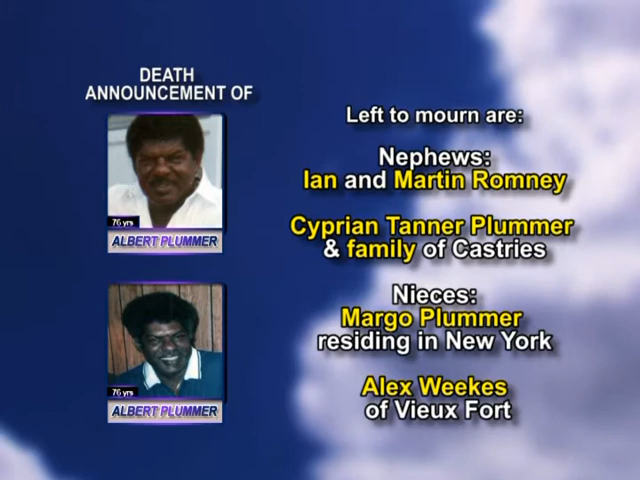 DEATH
ANNOUNCEMENT OF
76 yrs
ALBERT PLUMMER
76 yrs
ALBERT PLUMMER
Left to mourn are:
Nephews:
Ian and Martin Romney
Cyprian Tanner Plummer
& family of Castries
Nieces:
Margo Plummer
residing in New York
Alex Weekes
of Vieux Fort